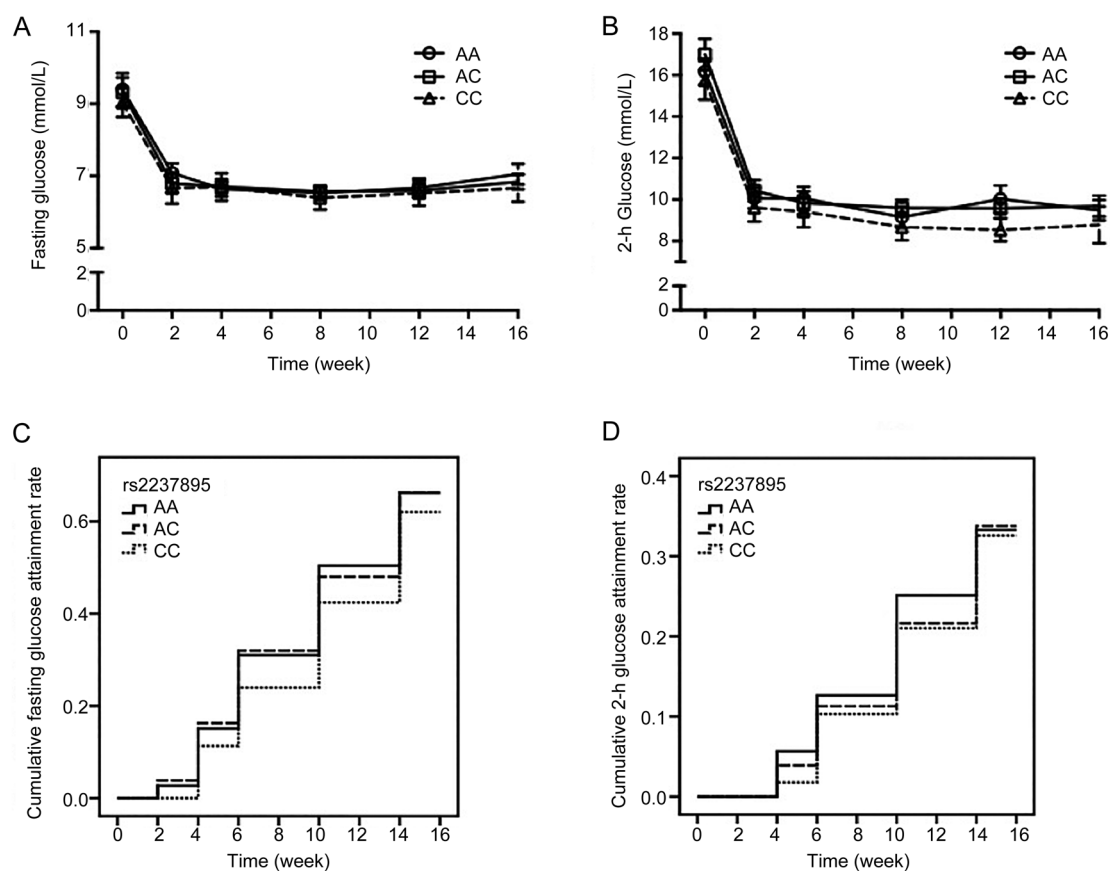 A
Fasting glucose (mmol/L)
11
9
7
5
2
0
AA
AC
CC
0 2 4 6 8 10 12 14 16
Time (week)
B
2-h Glucose (mmol/L)
18
16
14
12
10
8
2
0
AA
AC
CC
0 2 4 6 8 10 12 14 16
Time (week)
C
Cumulative fasting glucose attainment rate
0.6
0.4
0.2
0.0
rs2237895
AA
AC
CC
0 2 4 6 8 10 12 14 16
Time (week)
D
Cumulative 2-h glucose attainment rate
0.4
0.3
0.2
0.1
0.0
rs2237895
AA
AC
CC
0 2 4 6 8 10 12 14 16
Time (week)